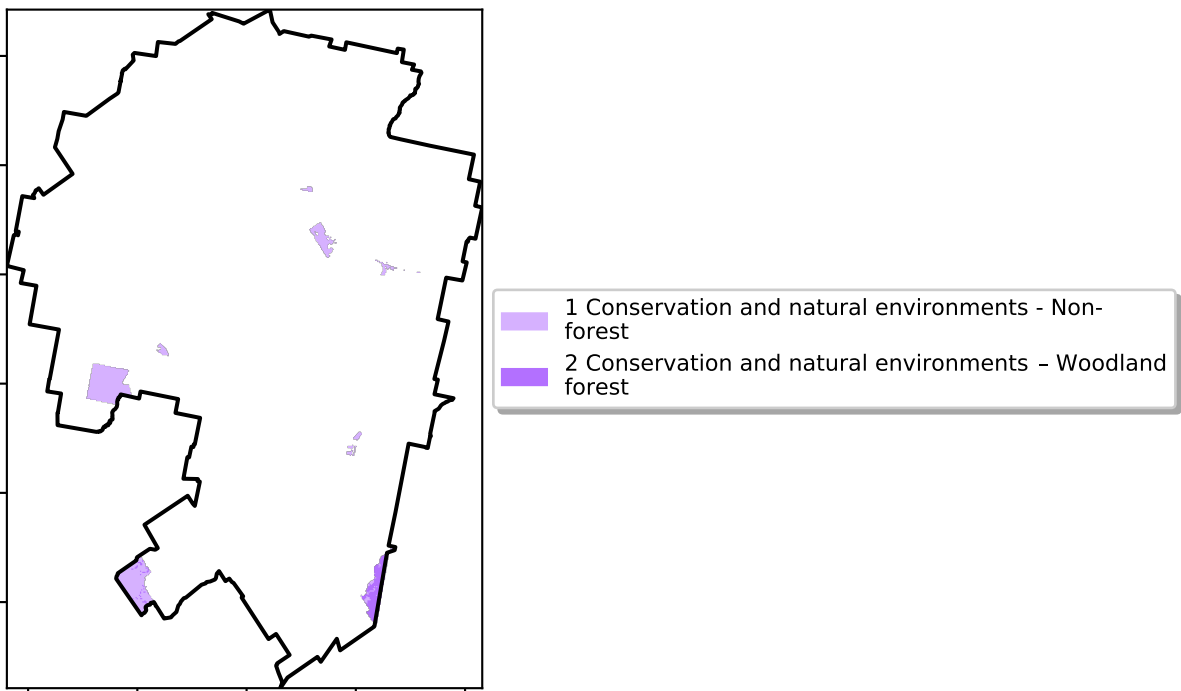 1 Conservation and natural environments - Non-
forest
2 Conservation and natural environments – Woodland
forest